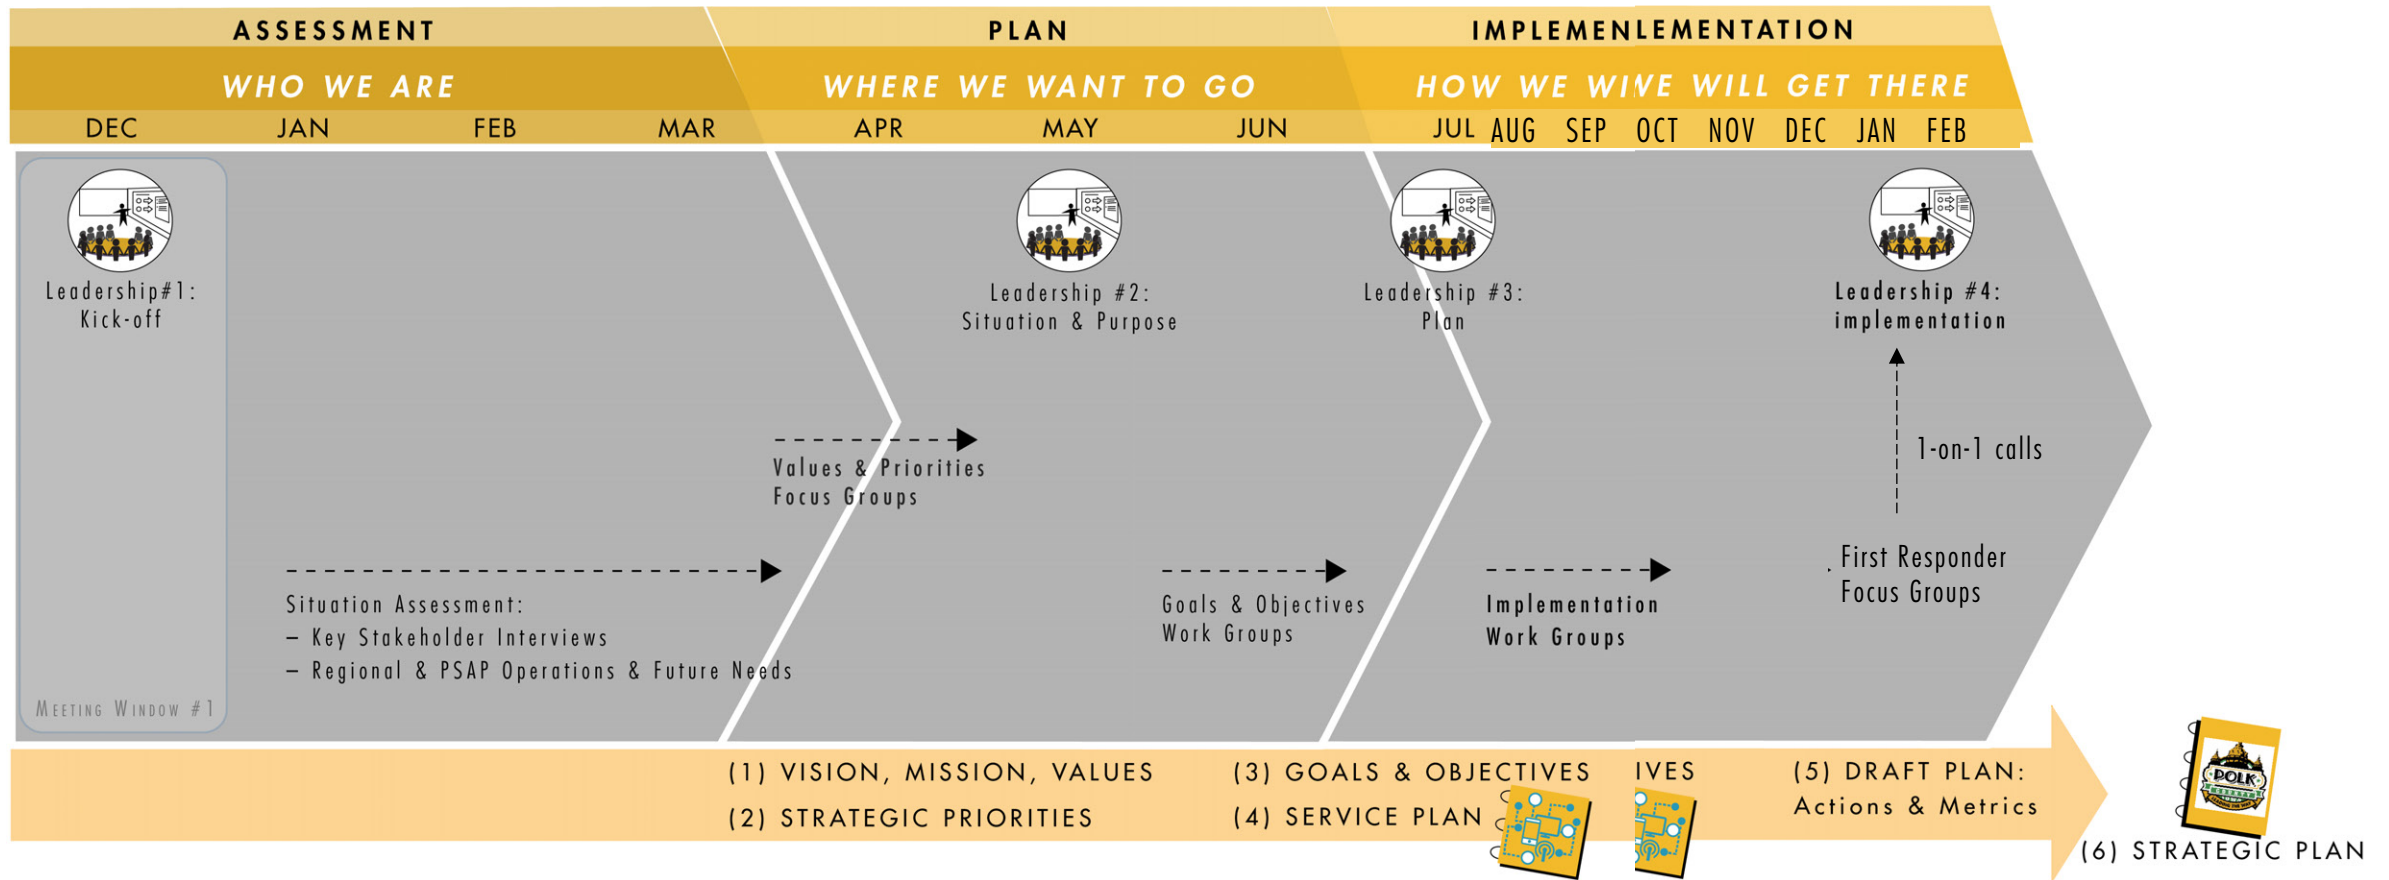 ASSESSMENT
PLAN
IMPLEMENLEMENTATION
WHO WE ARE
WHERE WE WANT TO GO
HOW WE WIVE WILL GET THERE
DEC JAN FEB MAR APR MAY JUN JUL AUG SEP OCT NOV DEC JAN FEB
Leadership#1:
Kick-off
Leadership #2:
Situation & Purpose
Leadership #3:
Plan
Leadership #4:
implementation
Values & Priorities
Focus Groups
1-on-1 calls
Situation Assessment:
– Key Stakeholder Interviews
– Regional & PSAP Operations & Future Needs
Goals & Objectives
Work Groups
Implementation
Work Groups
First Responder
Focus Groups
MEETING WINDOW #1
(1) VISION, MISSION, VALUES
(2) STRATEGIC PRIORITIES
(3) GOALS & OBJECTIVES
(4) SERVICE PLAN
IVES
(5) DRAFT PLAN:
Actions & Metrics
POLK
(6) STRATEGIC PLAN